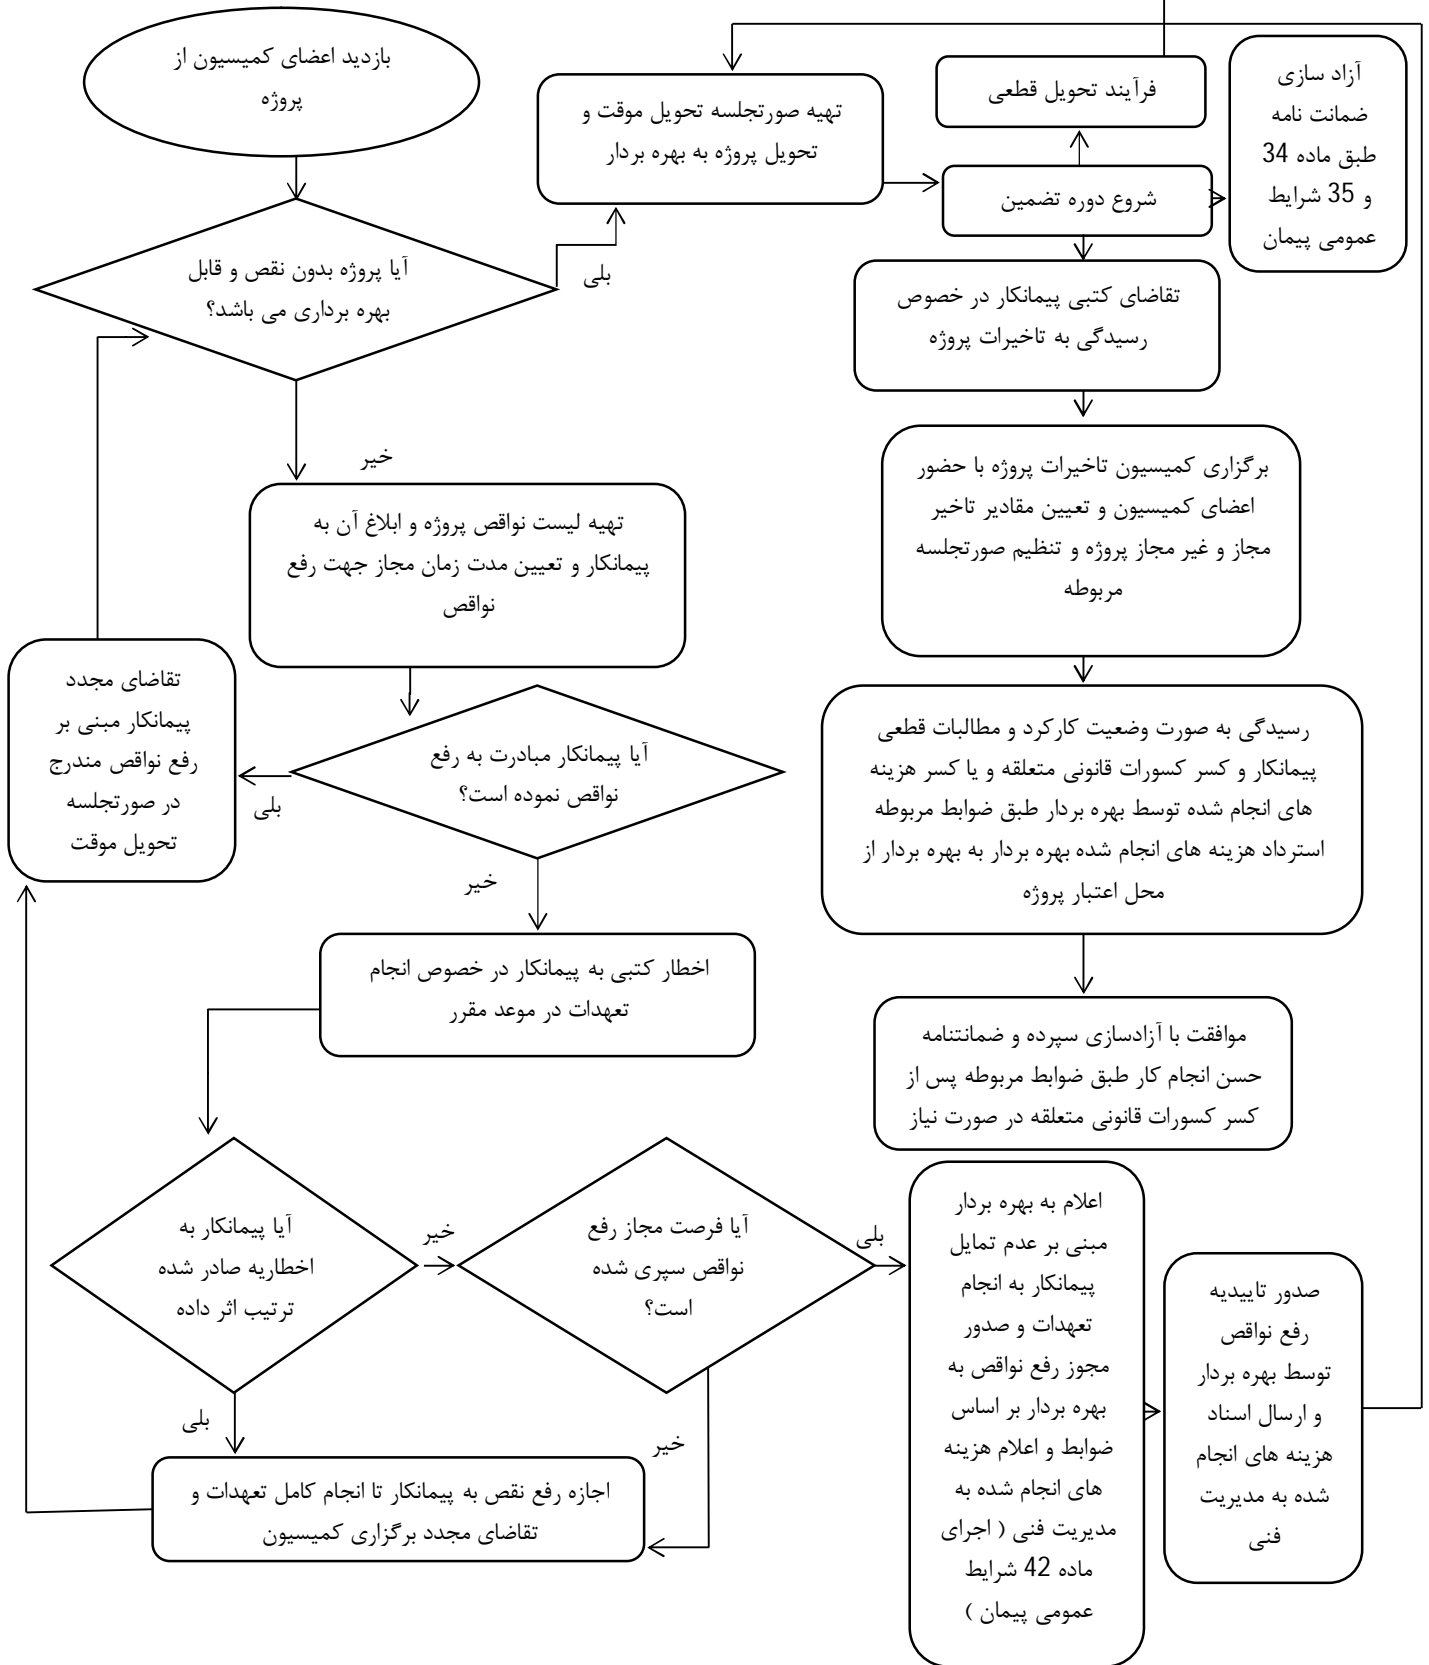 بازدید اعضای کمیسیون از
پروژه
آیا پروژه بدون نقص و قابل
بهره برداری می باشد؟
بلی
خیر
تهیه صورتجلسه تحویل موقت و
تحویل پروژه به بهره بردار
فرآیند تحویل قطعی
شروع دوره تضمین
آزاد سازی
ضمانت نامه
طبق ماده 34
و 35 شرایط
عمومی پیمان
تقاضای کتبی پیمانکار در خصوص
رسیدگی به تاخیرات پروژه
برگزاری کمیسیون تاخیرات پروژه با حضور
اعضای کمیسیون و تعیین مقادیر تاخیر
مجاز و غیر مجاز پروژه و تنظیم صورتجلسه
مربوطه
رسیدگی به صورت وضعیت کارکرد و مطالبات قطعی
پیمانکار و کسر کسورات قانونی متعلقه و یا کسر هزینه
های انجام شده توسط بهره بردار طبق ضوابط مربوطه
استرداد هزینه های انجام شده بهره بردار به بهره بردار از
محل اعتبار پروژه
موافقت با آزادسازی سپرده و ضمانتنامه
حسن انجام کار طبق ضوابط مربوطه پس از
کسر کسورات قانونی متعلقه در صورت نیاز
تهیه لیست نواقص پروژه و ابلاغ آن به
پیمانکار و تعیین مدت زمان مجاز جهت رفع
نواقص
آیا پیمانکار مبادرت به رفع
نواقص نموده است؟
بلی
خیر
تقاضای مجدد
پیمانکار مبنی بر
رفع نواقص مندرج
در صورتجلسه
تحویل موقت
اخطار کتبی به پیمانکار در خصوص انجام
تعهدات در موعد مقرر
آیا پیمانکار به
اخطاریه صادر شده
ترتیب اثر داده
خیر
بلی
آیا فرصت مجاز رفع
نواقص سپری شده
است؟
بلی
خیر
اجازه رفع نقص به پیمانکار تا انجام کامل تعهدات و
تقاضای مجدد برگزاری کمیسیون
اعلام به بهره بردار
مبنی بر عدم تمایل
پیمانکار به انجام
تعهدات و صدور
مجوز رفع نواقص به
بهره بردار بر اساس
ضوابط و اعلام هزینه
های انجام شده به
مدیریت فنی ( اجرای
ماده 42 شرایط
عمومی پیمان )
صدور تاییدیه
رفع نواقص
توسط بهره بردار
و ارسال اسناد
هزینه های انجام
شده به مدیریت
فنی